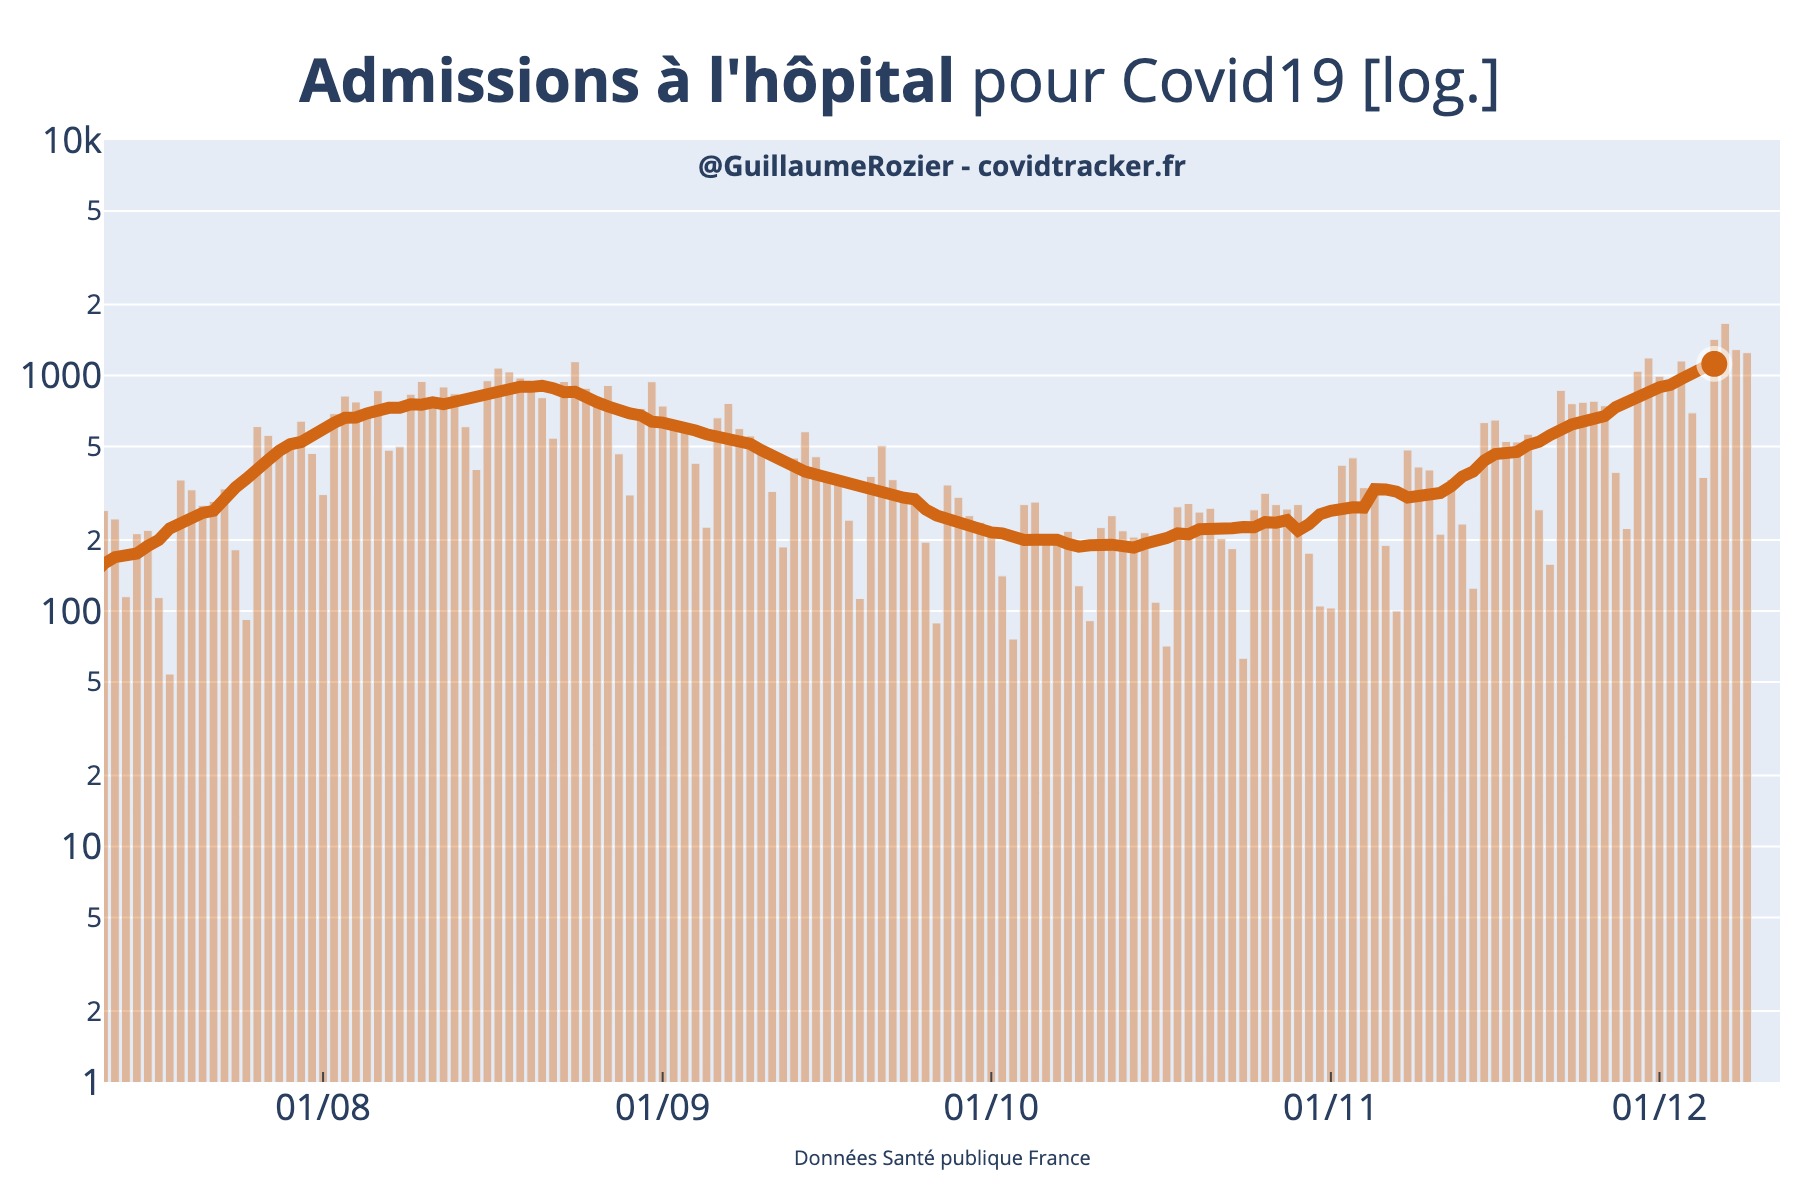 Admissions à l'hôpital pour Covid19 [log.]
@GuillaumeRozier - covidtracker.fr
10k
5
2
1000
5
2
100
5
2
10
5
2
1
01/08 01/09 01/10 01/11 01/12
Données Santé publique France